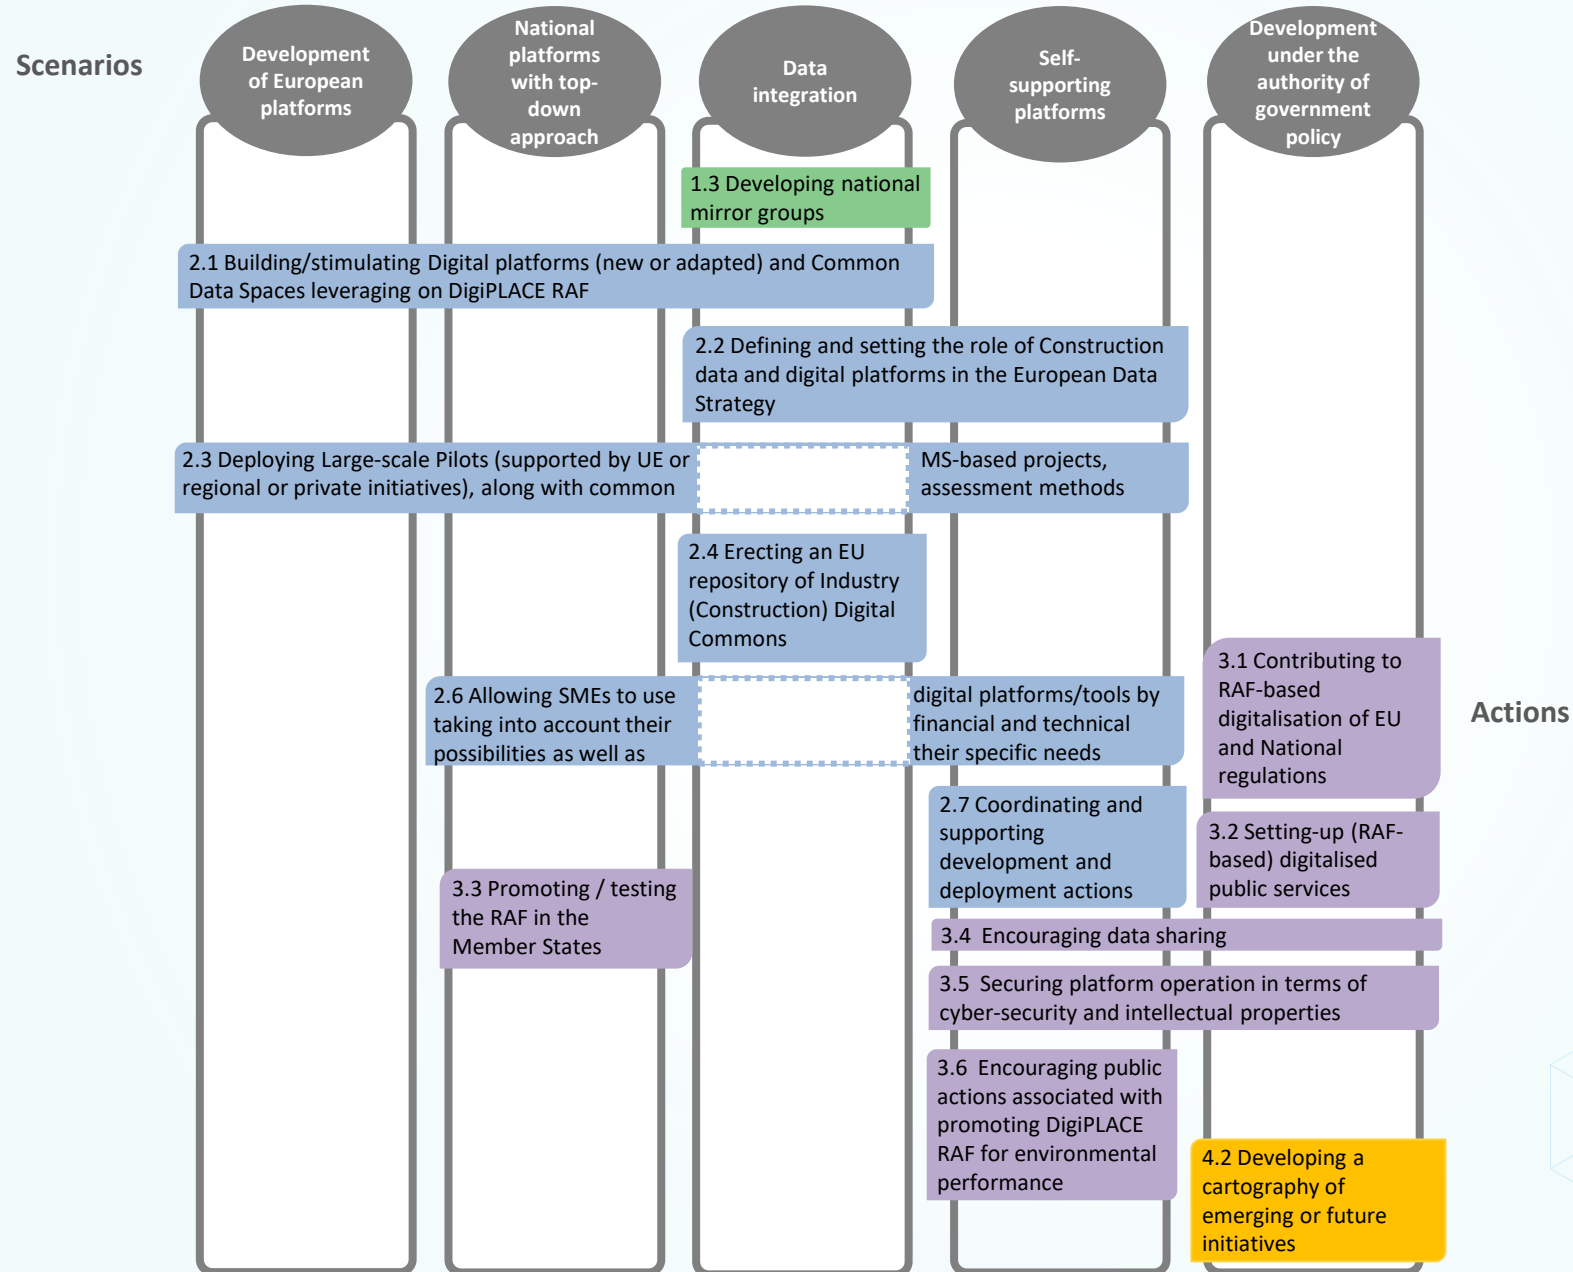 Scenarios
Development
of European
platforms
National
platforms
with top-
down
approach
Data
integration
Self-
supporting
platforms
Development
under the
authority of
government
policy
1.3 Developing national
mirror groups
2.1 Building/stimulating Digital platforms (new or adapted) and Common
Data Spaces leveraging on DigiPLACE RAF
2.2 Defining and setting the role of Construction
data and digital platforms in the European Data
Strategy
2.3 Deploying Large-scale Pilots (supported by UE or
regional or private initiatives), along with common
MS-based projects,
assessment methods
2.4 Erecting an EU
repository of Industry
(Construction) Digital
Commons
2.6 Allowing SMEs to use
taking into account their
possibilities as well as
digital platforms/tools by
financial and technical
their specific needs
3.1 Contributing to
RAF-based
digitalisation of EU
and National
regulations
Actions
2.7 Coordinating and
supporting
development and
deployment actions
3.2 Setting-up (RAF-
based) digitalised
public services
3.3 Promoting / testing
the RAF in the
Member States
3.4 Encouraging data sharing
3.5 Securing platform operation in terms of
cyber-security and intellectual properties
3.6 Encouraging public
actions associated with
promoting DigiPLACE
RAF for environmental
performance
4.2 Developing a
cartography of
emerging or future
initiatives